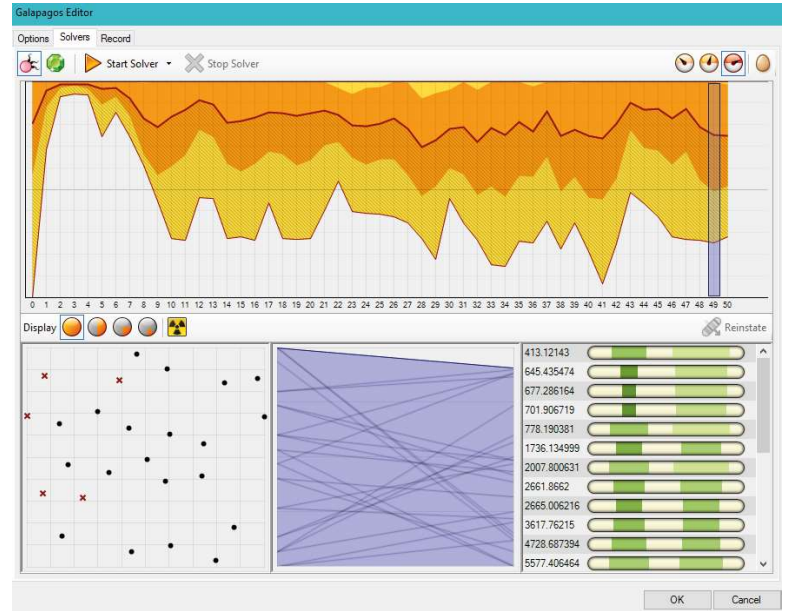 Galapagos Editor
Options Solvers Record
Start Solver Stop Solver
0 1 2 3 4 5 6 7 8 9 10 11 12 13 14 15 16 17 18 19 20 21 22 23 24 25 26 27 28 29 30 31 32 33 34 35 36 37 38 39 40 41 42 43 44 45 46 47 48 49 50
Display Reinstate
413.12143
645.435474
677.286164
701.906719
778.190381
1736.134999
2007.800631
2661.8662
2665.006216
3617.76215
4728.687394
5577.406464
OK Cancel